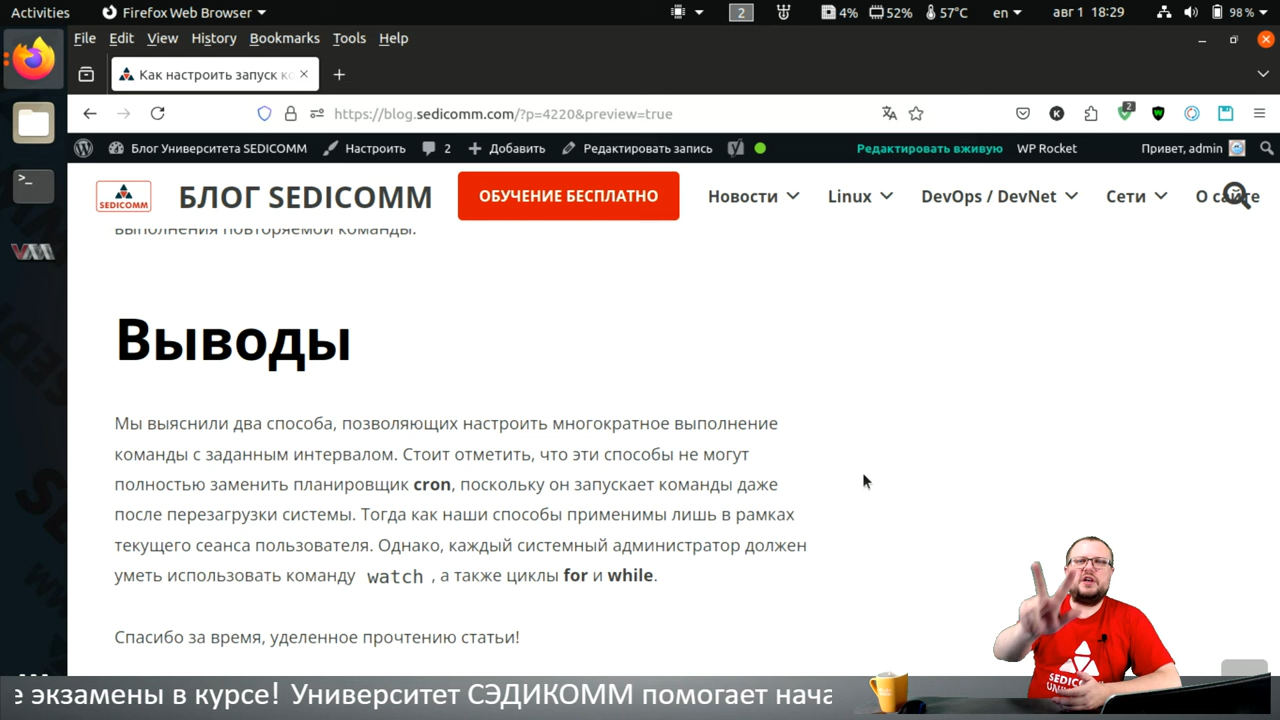 Activities
Firefox Web Browser
2
4%
52%
57°C
en
авг 1 18:29
98 %
File Edit View History Bookmarks Tools Help
Как настроить запуск ко
https://blog.sedicomm.com/?p=4220&preview=true
2
Блог Университета SEDICOMM
Настроить
2
Добавить
Редактировать запись
Редактировать вживую
WP Rocket
Привет, admin
SEDICOMM
БЛОГ SEDICOMM
ОБУЧЕНИЕ БЕСПЛАТНО
Новости
Linux
DevOps / DevNet
Сети
О сайте
выполнения повторяемой команды.
Выводы
Мы выяснили два способа, позволяющих настроить многократное выполнение
команды с заданным интервалом. Стоит отметить, что эти способы не могут
полностью заменить планировщик cron, поскольку он запускает команды даже
после перезагрузки системы. Тогда как наши способы применимы лишь в рамках
текущего сеанса пользователя. Однако, каждый системный администратор должен
уметь использовать команду watch , а также циклы for и while.
Спасибо за время, уделенное прочтению статьи!
е экзамены в курсе! Университет СЭДИКОММ помогает нача